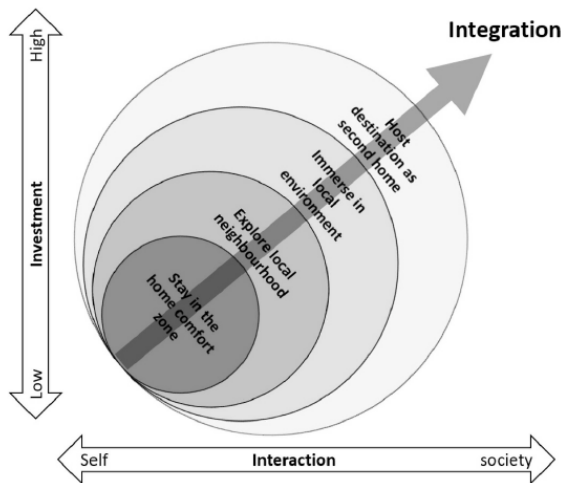 High
Investment
Low
Integration
Host
destination as
second home
Immerse in
local
environment
Explore local
neighbourhood
Stay in the
home comfort
zone
Self
Interaction
society